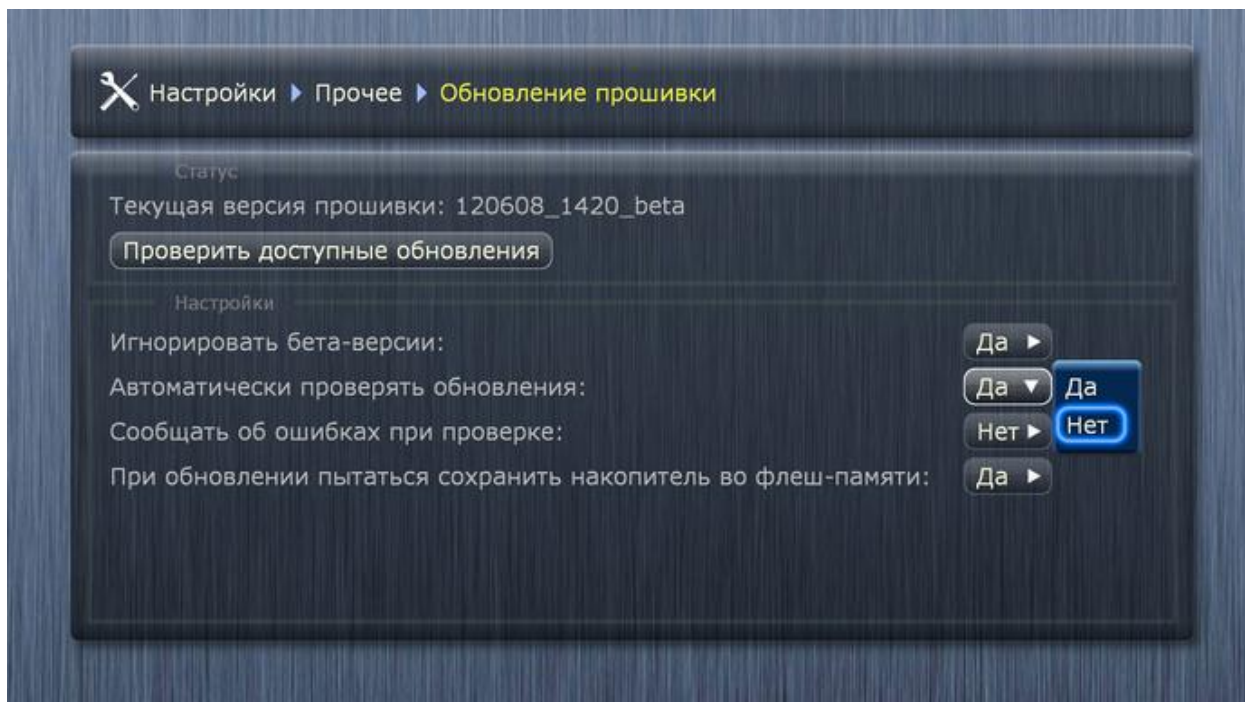 Настройки Прочее Обновление прошивки
Статус
Текущая версия прошивки: 120608_1420_beta
Проверить доступные обновления
Настройки
Игнорировать бета-версии: Да
Автоматически проверять обновления: Да Да
Нет
Сообщать об ошибках при проверке: Нет
При обновлении пытаться сохранить накопитель во флеш-памяти: Да